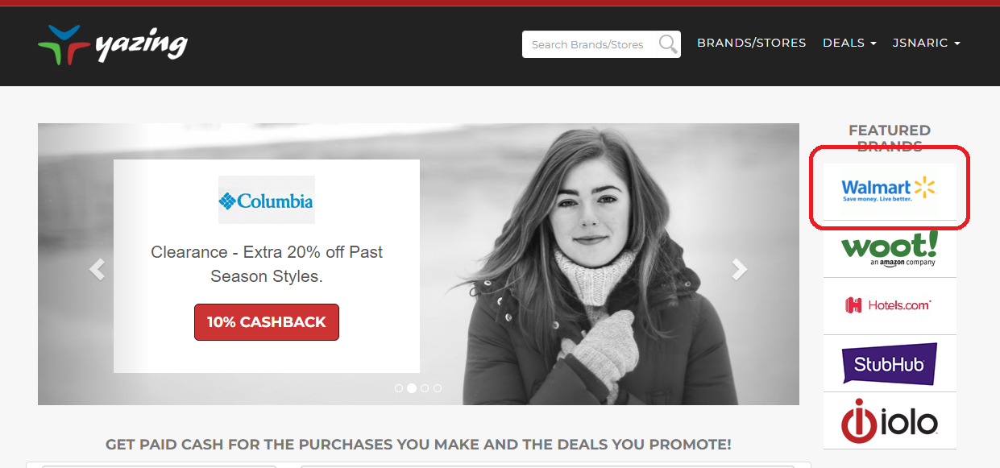 yazing
Search Brands/Stores
BRANDS/STORES
DEALS
JSNARIC
Columbia
Clearance - Extra 20% off Past
Season Styles.
10% CASHBACK
FEATURED
BRANDS
Walmart
Save money. Live better.
woot!
an amazon company
Hotels.com
StubHub
iolo
GET PAID CASH FOR THE PURCHASES YOU MAKE AND THE DEALS YOU PROMOTE!